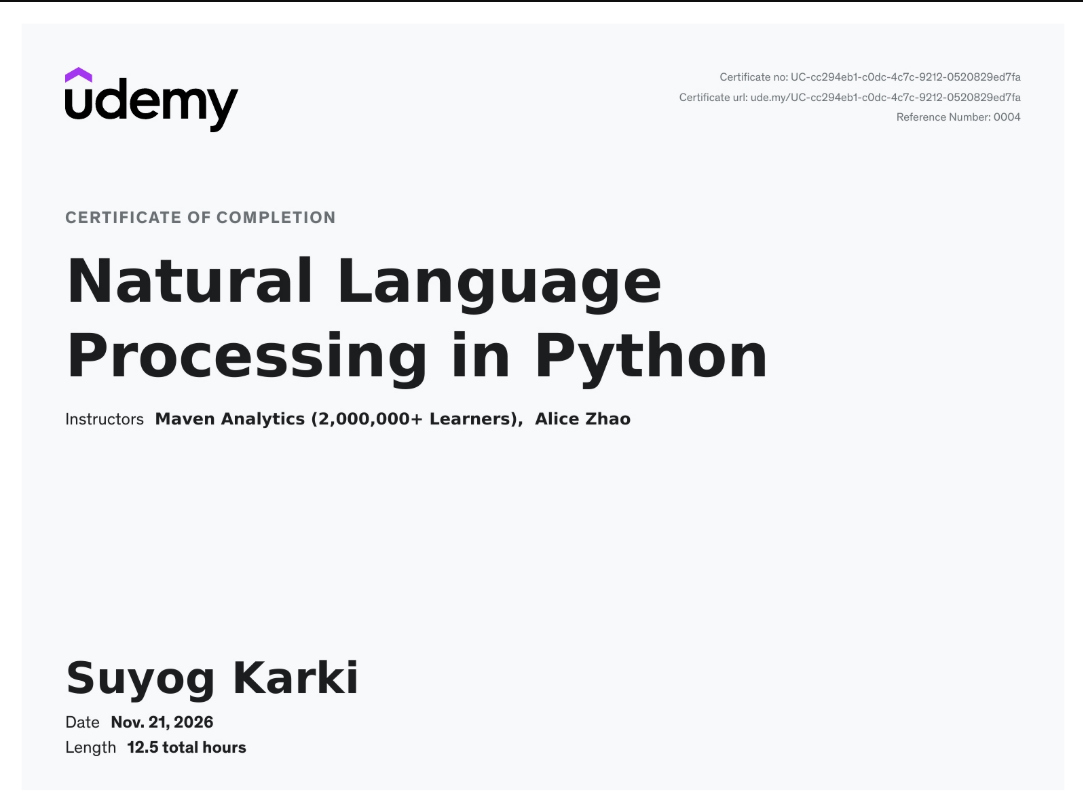 udemy
Certificate no: UC-cc294eb1-c0dc-4c7c-9212-0520829ed7fa
Certificate url: ude.my/UC-cc294eb1-c0dc-4c7c-9212-0520829ed7fa
Reference Number: 0004
CERTIFICATE OF COMPLETION
Natural Language
Processing in Python
Instructors Maven Analytics (2,000,000+ Learners), Alice Zhao
Suyog Karki
Date Nov. 21, 2026
Length 12.5 total hours